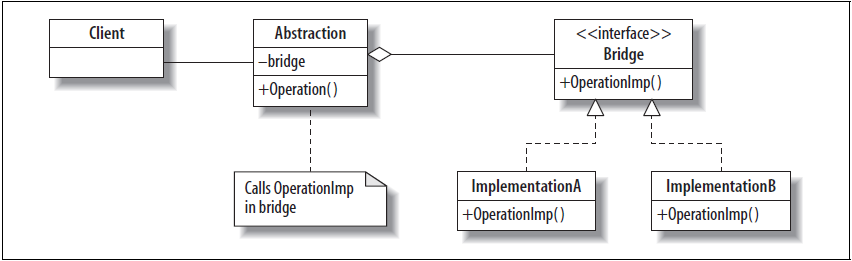 Client
Abstraction
–bridge
+Operation( )
<<interface>>
Bridge
+OperationImp( )
Calls OperationImp
in bridge
ImplementationA
+OperationImp( )
ImplementationB
+OperationImp( )